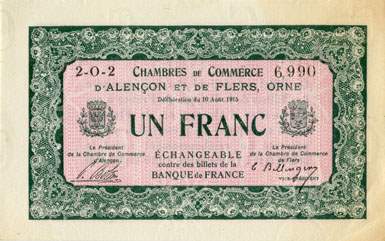 2-O-2 CHAMBRES DE COMMERCE 6,990
D'ALENÇON ET DE FLERS, ORNE
Délibération du 10 Août 1915
UN FRANC
Le Président
de la Chambre de Commerce
d'Alençon
ÉCHANGEABLE
contre des billets de la
BANQUE DE FRANCE
Le Président
de la Chambre de Commerce
de Flers